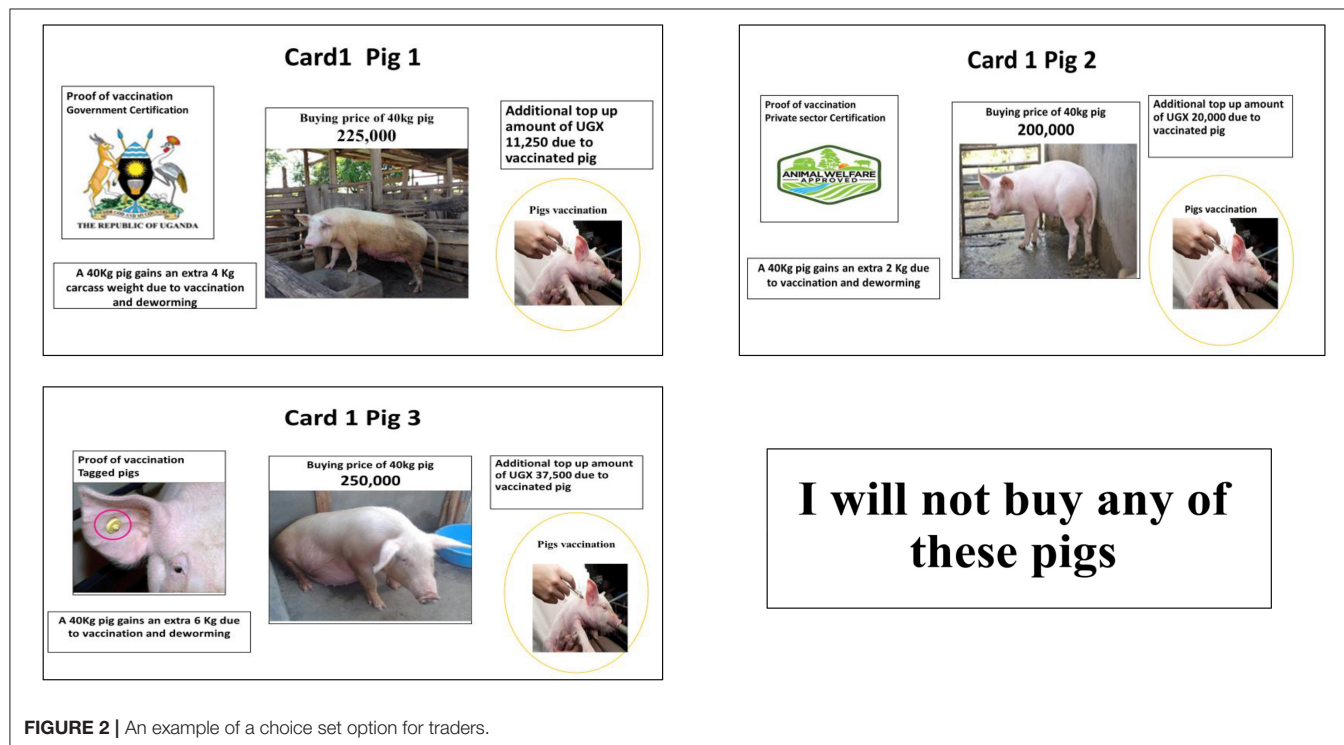 Card1 Pig 1
Proof of vaccination
Government Certification
THE REPUBLIC OF UGANDA
A 40Kg pig gains an extra 4 Kg
carcass weight due to vaccination
and deworming
Buying price of 40kg pig
225,000
Additional top up
amount of UGX
11,250 due to
vaccinated pig
Pigs vaccination
Card 1 Pig 2
Proof of vaccination
Private sector Certification
ANIMAL WELFARE
APPROVED
A 40Kg pig gains an extra 2 Kg due
to vaccination and deworming
Buying price of 40kg pig
200,000
Additional top up amount
of UGX 20,000 due to
vaccinated pig
Pigs vaccination
Card 1 Pig 3
Proof of vaccination
Tagged pigs
A 40Kg pig gains an extra 6 Kg due
to vaccination and deworming
Buying price of 40kg pig
250,000
Additional top up amount
of UGX 37,500 due to
vaccinated pig
Pigs vaccination
I will not buy any of
these pigs
FIGURE 2 | An example of a choice set option for traders.